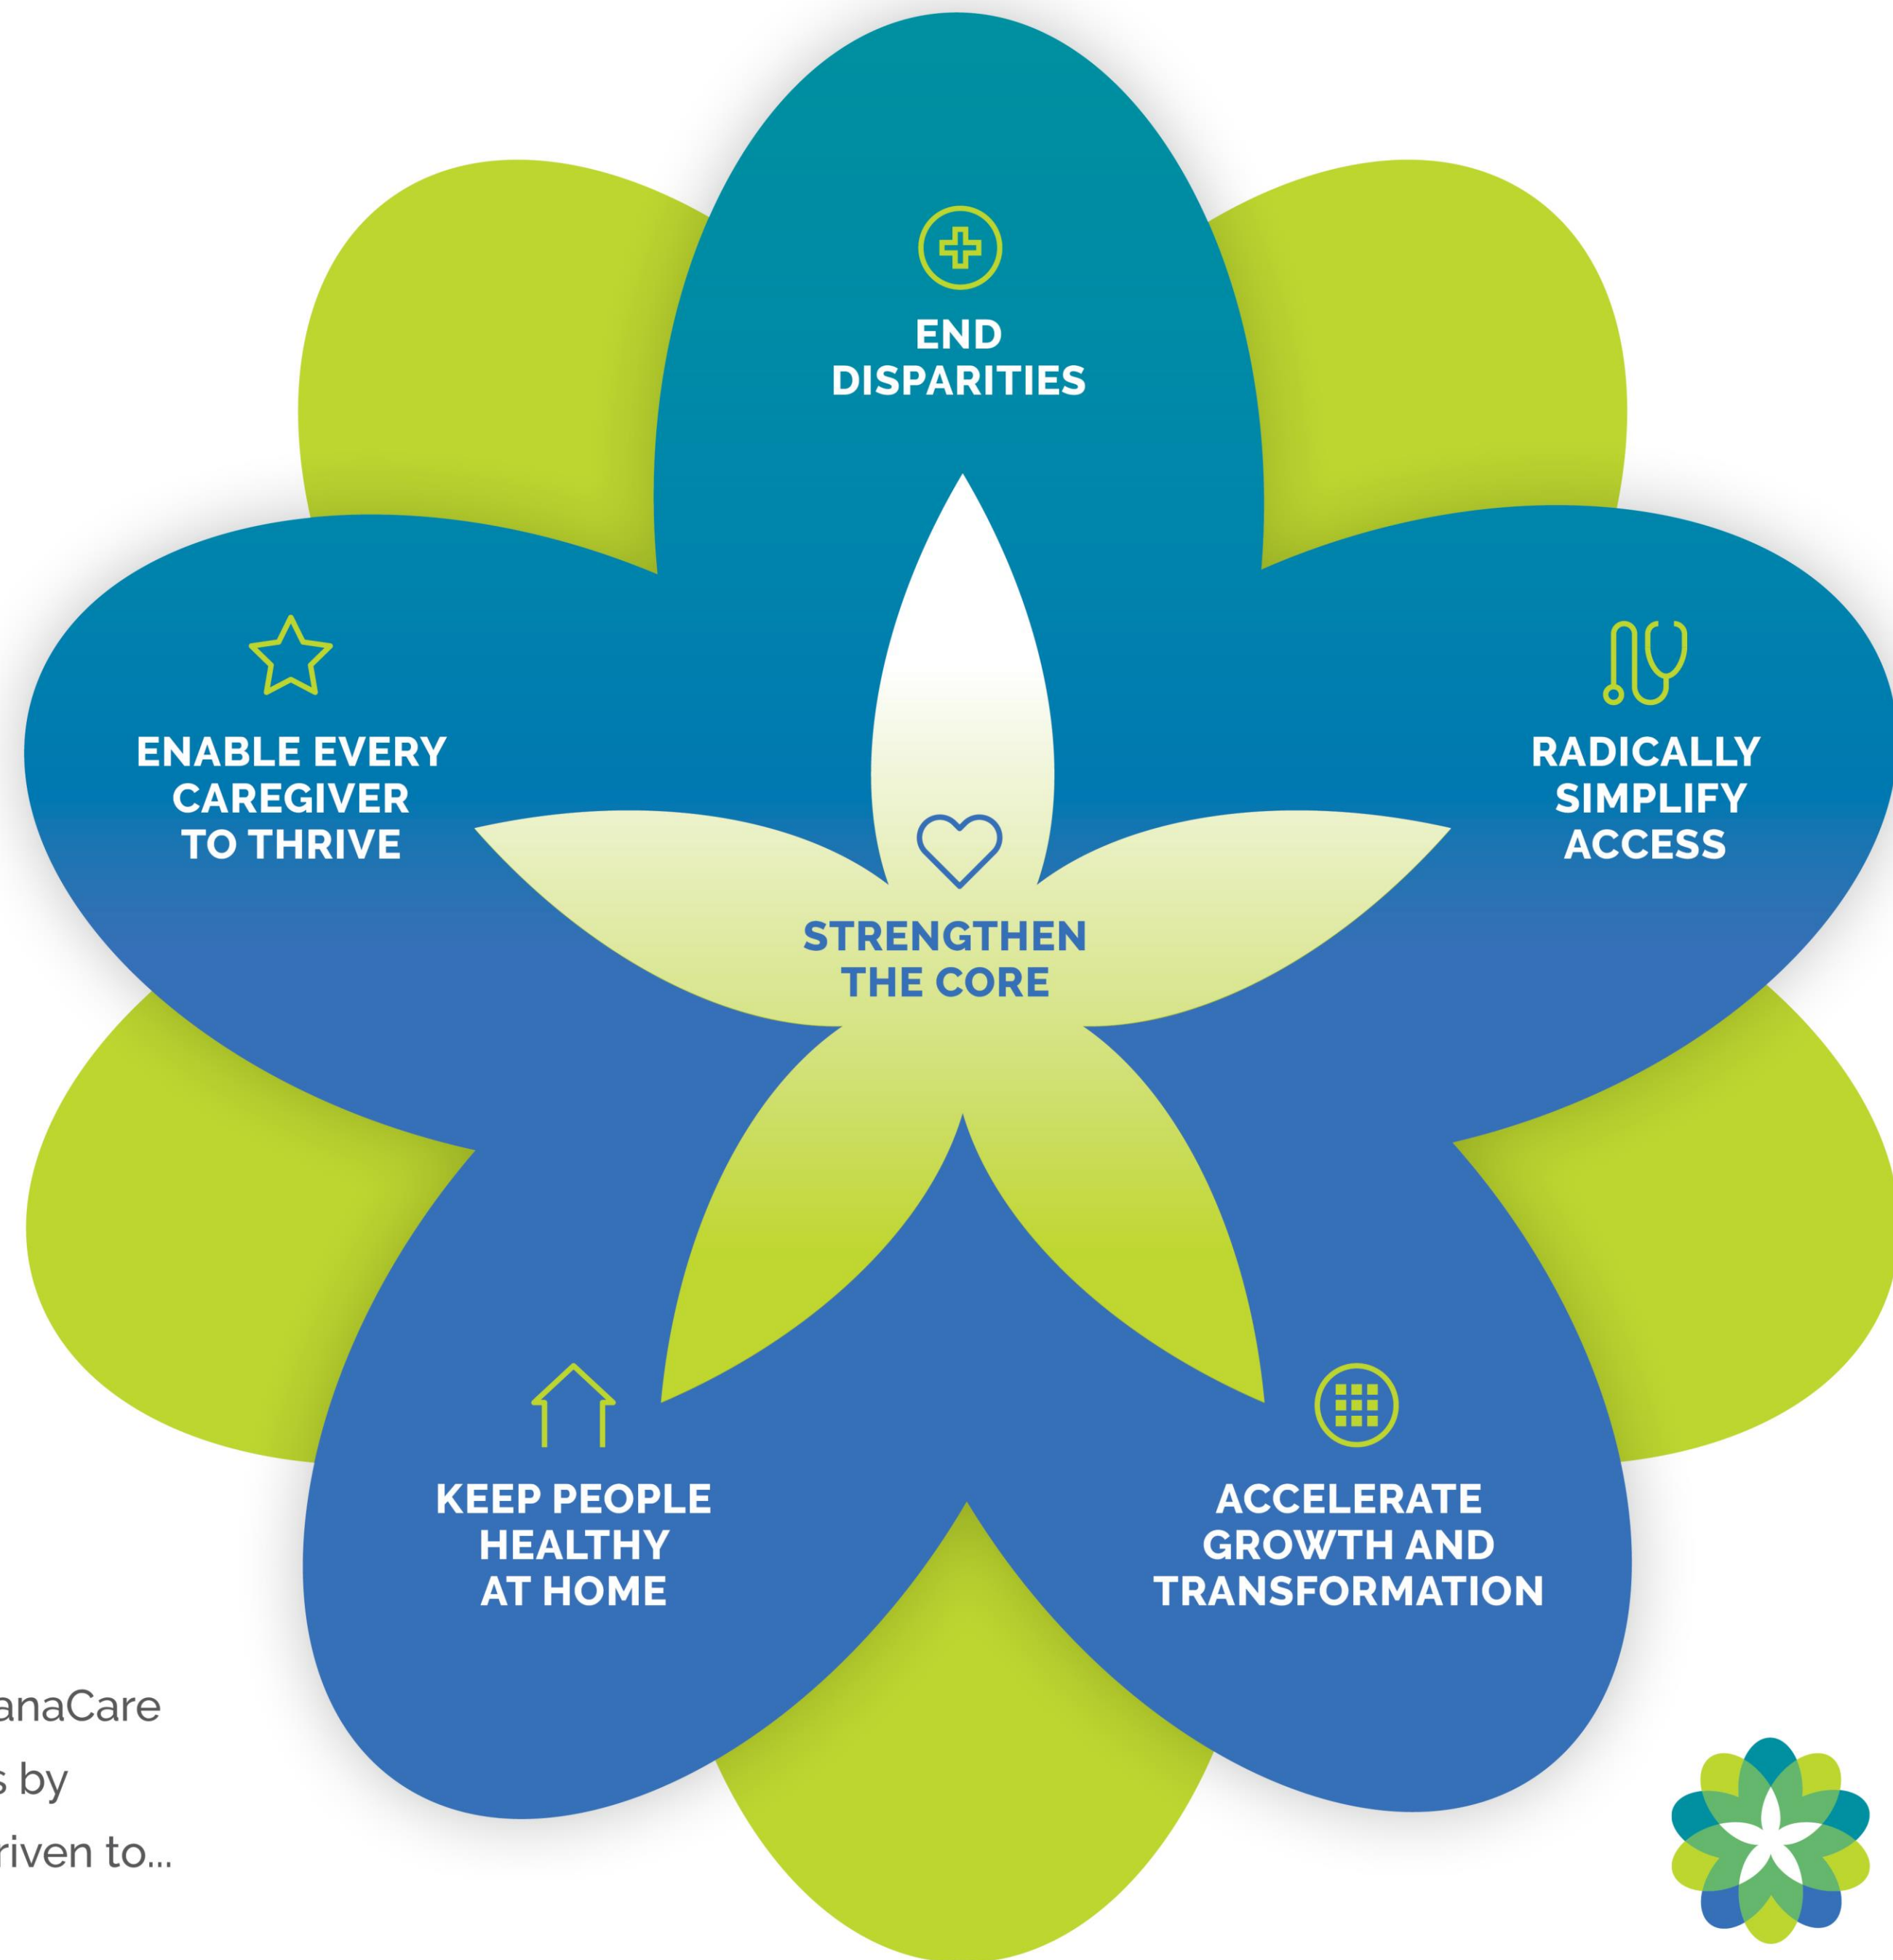 END
DISPARITIES
ENABLE EVERY
CAREGIVER
TO THRIVE
RADICALLY
SIMPLIFY
ACCESS
STRENGTHEN
THE CORE
KEEP PEOPLE
HEALTHY
AT HOME
ACCELERATE
GROWTH AND
TRANSFORMATION
anaCare
s by
riven to...